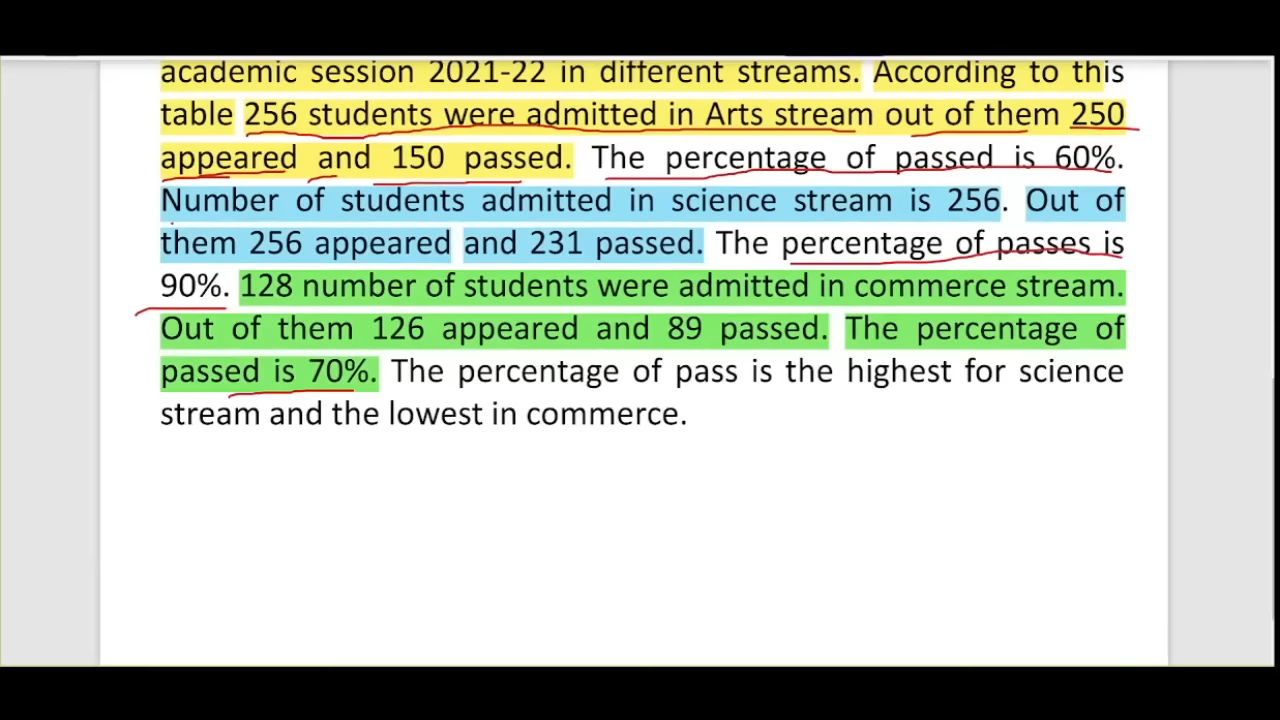 academic session 2021-22 in different streams. According to this
table 256 students were admitted in Arts stream out of them 250
appeared and 150 passed. The percentage of passed is 60%.
Number of students admitted in science stream is 256. Out of
them 256 appeared and 231 passed. The percentage of passes is
90%. 128 number of students were admitted in commerce stream.
Out of them 126 appeared and 89 passed. The percentage of
passed is 70%. The percentage of pass is the highest for science
stream and the lowest in commerce.